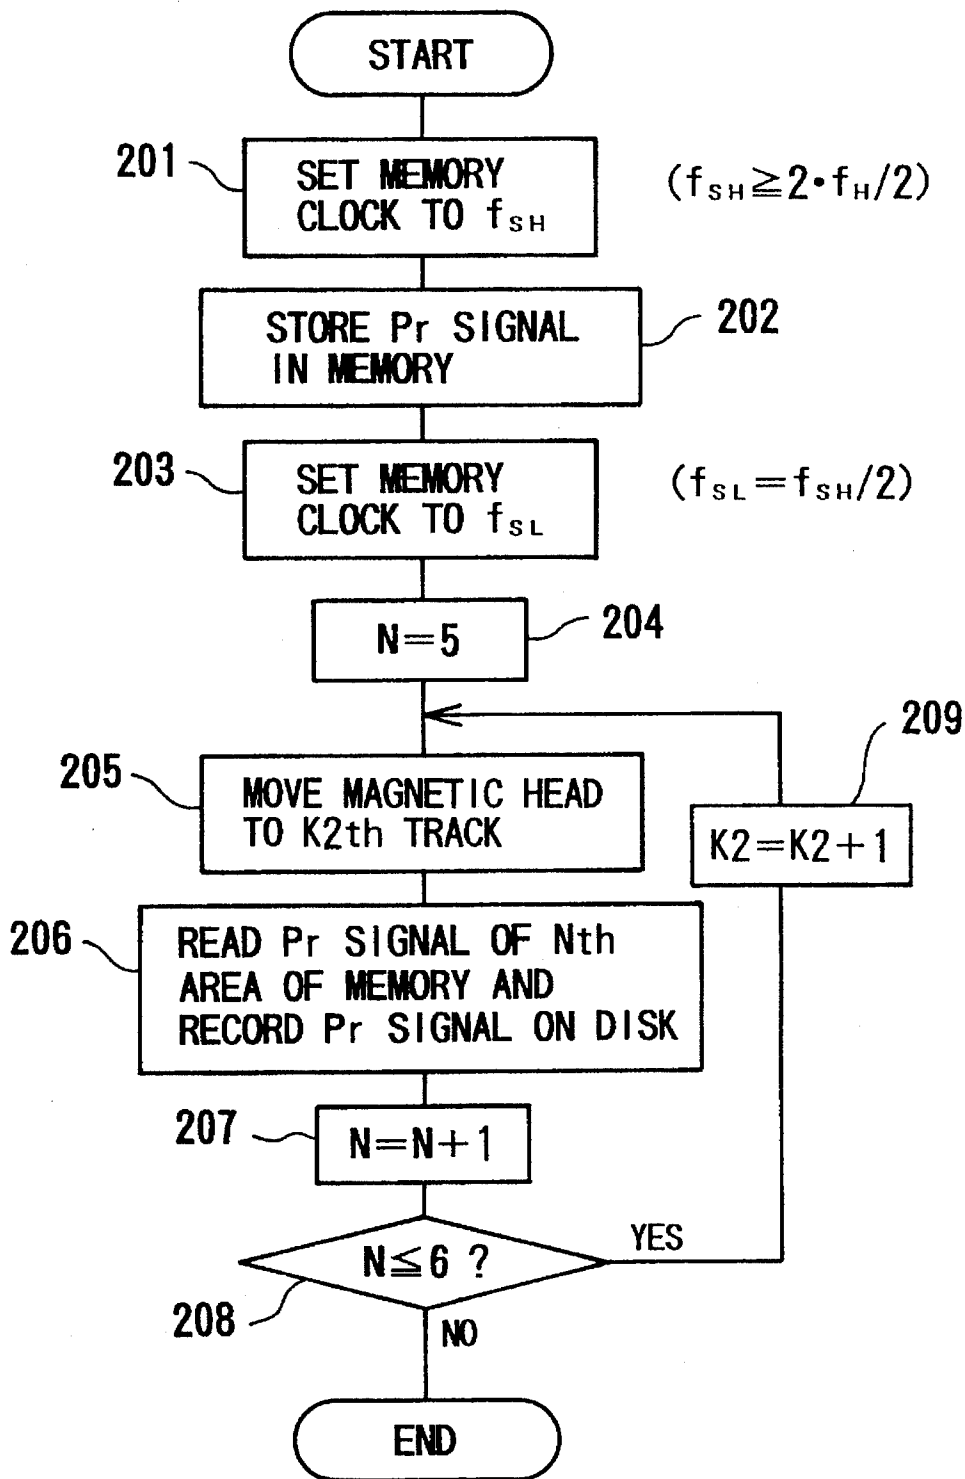 START
201
SET MEMORY
CLOCK TO fSH
(fSH≧2・fH/2)
STORE Pr SIGNAL
IN MEMORY
202
203
SET MEMORY
CLOCK TO fSL
(fSL=fSH/2)
N=5
204
205
MOVE MAGNETIC HEAD
TO K2th TRACK
209
K2=K2+1
206
READ Pr SIGNAL OF Nth
AREA OF MEMORY AND
RECORD Pr SIGNAL ON DISK
207
N=N+1
N≦6 ?
YES
208
NO
END